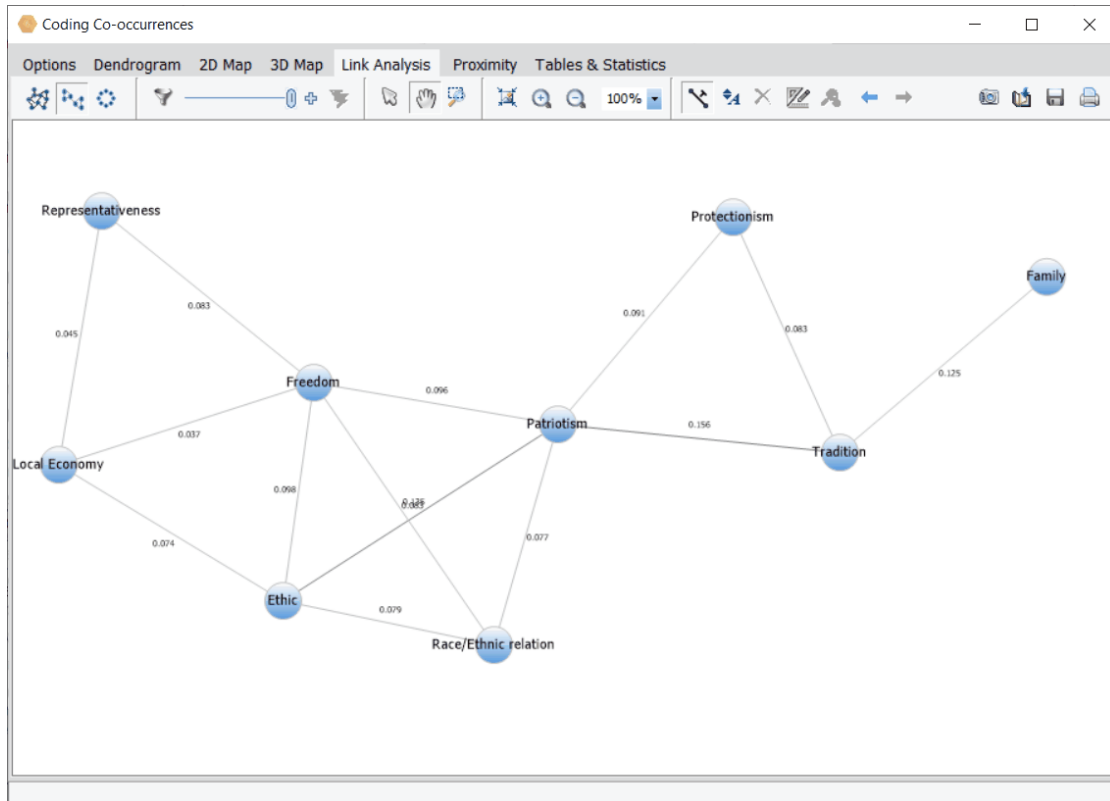 Coding Co-occurrences
Options Dendrogram 2D Map 3D Map Link Analysis Proximity Tables & Statistics
100%
Representativeness
Protectionism
Family
0.083
0.091
0.045
0.083
0.125
Freedom
0.096
Patriotism
0.156
0.037
Tradition
Local Economy
0.098
0.077
0.074
Ethic
0.079
Race/Ethnic relation